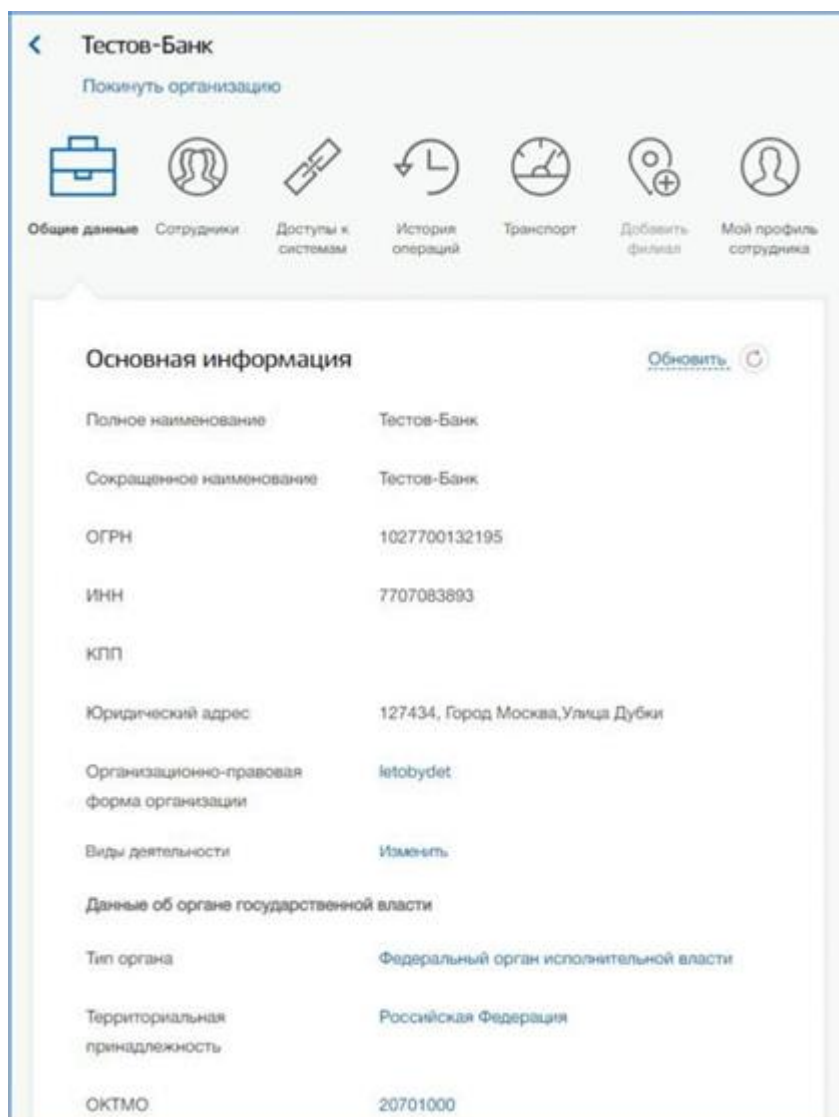 Тестов-Банк
Покинуть организацию
Общие данные
Сотрудники
Доступы к
системам
История
операций
Транспорт
Добавить
филиал
Мой профиль
сотрудника
Основная информация
Обновить
Полное наименование
Тестов-Банк
Сокращенное наименование
Тестов-Банк
ОГРН
1027700132195
ИНН
7707083893
КПП
Юридический адрес
127434, Город Москва,Улица Дубки
Организационно-правовая
форма организации
letobydet
Виды деятельности
Изменить
Данные об органе государственной власти
Тип органа
Федеральный орган исполнительной власти
Территориальная
принадлежность
Российская Федерация
ОКТМО
20701000